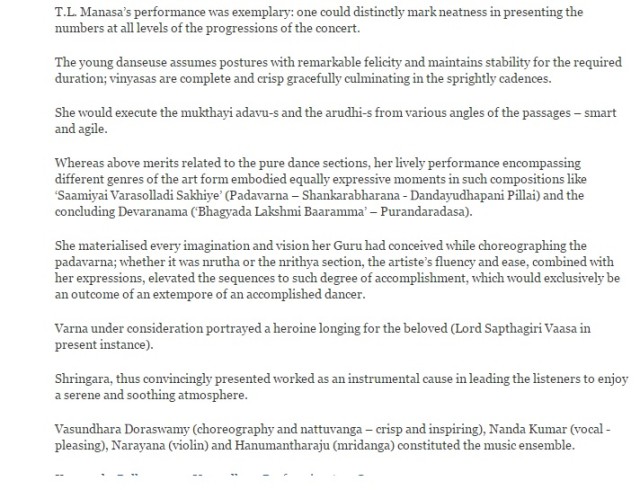 T.L. Manasa’s performance was exemplary: one could distinctly mark neatness in presenting the
numbers at all levels of the progressions of the concert.
The young danseuse assumes postures with remarkable felicity and maintains stability for the required
duration; vinyasas are complete and crisp gracefully culminating in the sprightly cadences.
She would execute the mukthayi adavu-s and the arudhi-s from various angles of the passages – smart
and agile.
Whereas above merits related to the pure dance sections, her lively performance encompassing
different genres of the art form embodied equally expressive moments in such compositions like
‘Saamiyai Varasolladi Sakhiye’ (Padavarna – Shankarabharana - Dandayudhapani Pillai) and the
concluding Devaranama (‘Bhagyada Lakshmi Baaramma’ – Purandaradasa).
She materialised every imagination and vision her Guru had conceived while choreographing the
padavarna; whether it was nrutha or the nrithya section, the artiste’s fluency and ease, combined with
her expressions, elevated the sequences to such degree of accomplishment, which would exclusively be
an outcome of an extempore of an accomplished dancer.
Varna under consideration portrayed a heroine longing for the beloved (Lord Sapthagiri Vaasa in
present instance).
Shringara, thus convincingly presented worked as an instrumental cause in leading the listeners to enjoy
a serene and soothing atmosphere.
Vasundhara Doraswamy (choreography and nattuvanga – crisp and inspiring), Nanda Kumar (vocal -
pleasing), Narayana (violin) and Hanumantharaju (mridanga) constituted the music ensemble.